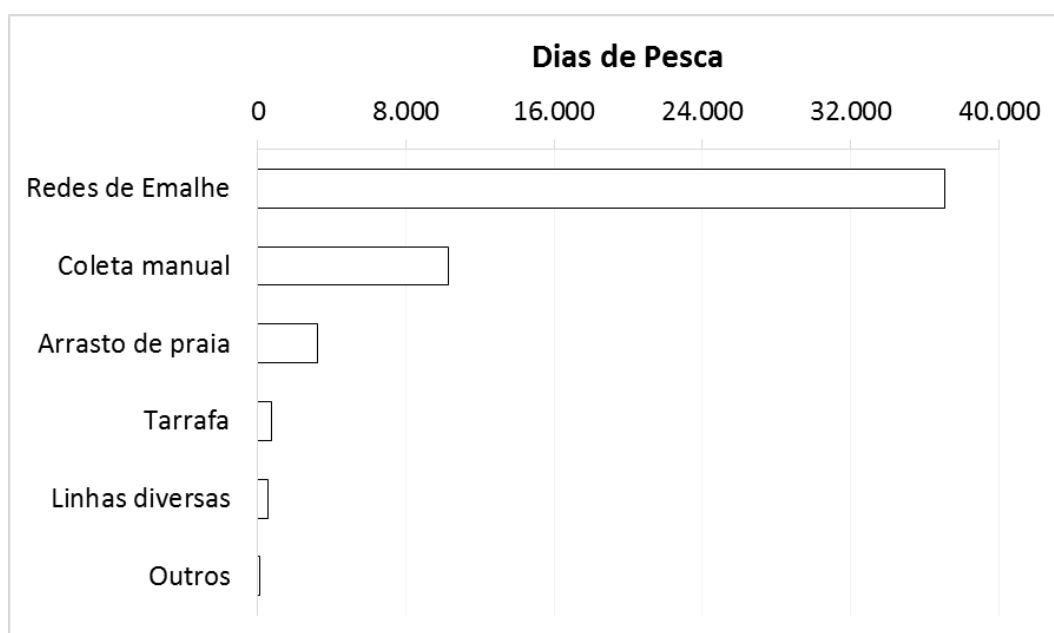 Dias de Pesca
0 8.000 16.000 24.000 32.000 40.000
Redes de Emalhe
Coleta manual
Arrasto de praia
Tarrafa
Linhas diversas
Outros